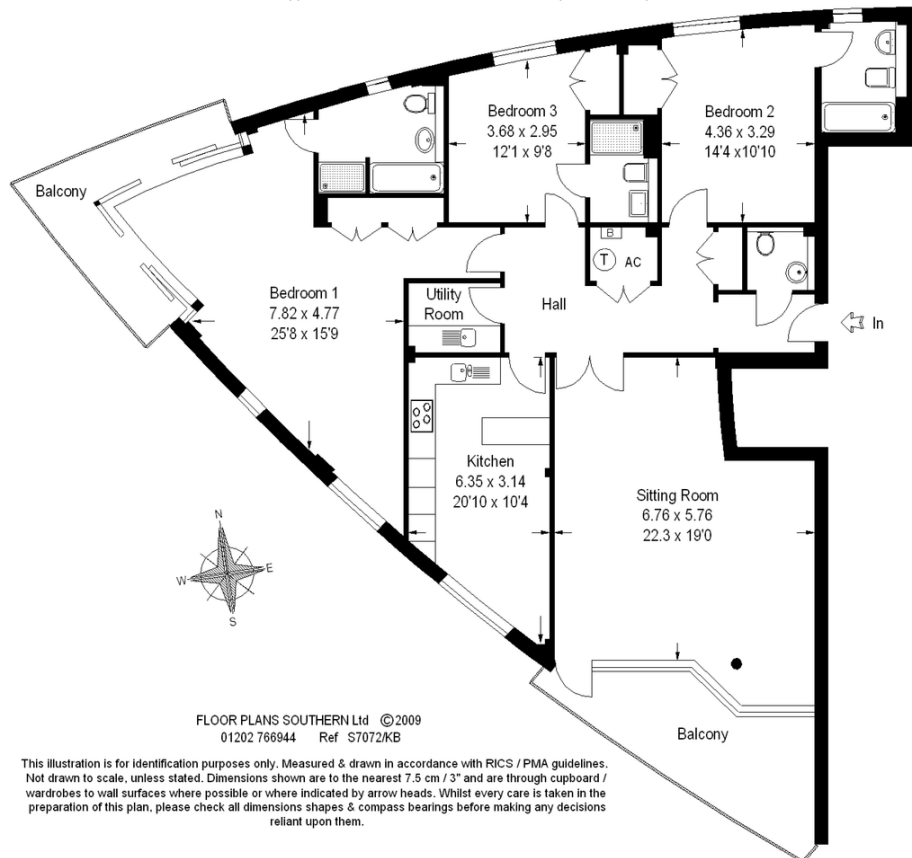 Bedroom 3
3.68 x 2.95
12'1 x 9'8
Bedroom 2
4.36 x 3.29
14'4 x10'10
Balcony
B
T
AC
Bedroom 1
7.82 x 4.77
25'8 x 15'9
Utility
Room
Hall
In
Kitchen
6.35 x 3.14
20'10 x 10'4
Sitting Room
6.76 x 5.76
22.3 x 19'0
N
W
E
S
Balcony
FLOOR PLANS SOUTHERN Ltd ©2009
01202 766944 Ref S7072/KB
This illustration is for identification purposes only. Measured & drawn in accordance with RICS / PMA guidelines.
Not drawn to scale, unless stated. Dimensions shown are to the nearest 7.5 cm / 3" and are through cupboard /
wardrobes to wall surfaces where possible or where indicated by arrow heads. Whilst every care is taken in the
preparation of this plan, please check all dimensions shapes & compass bearings before making any decisions
reliant upon them.